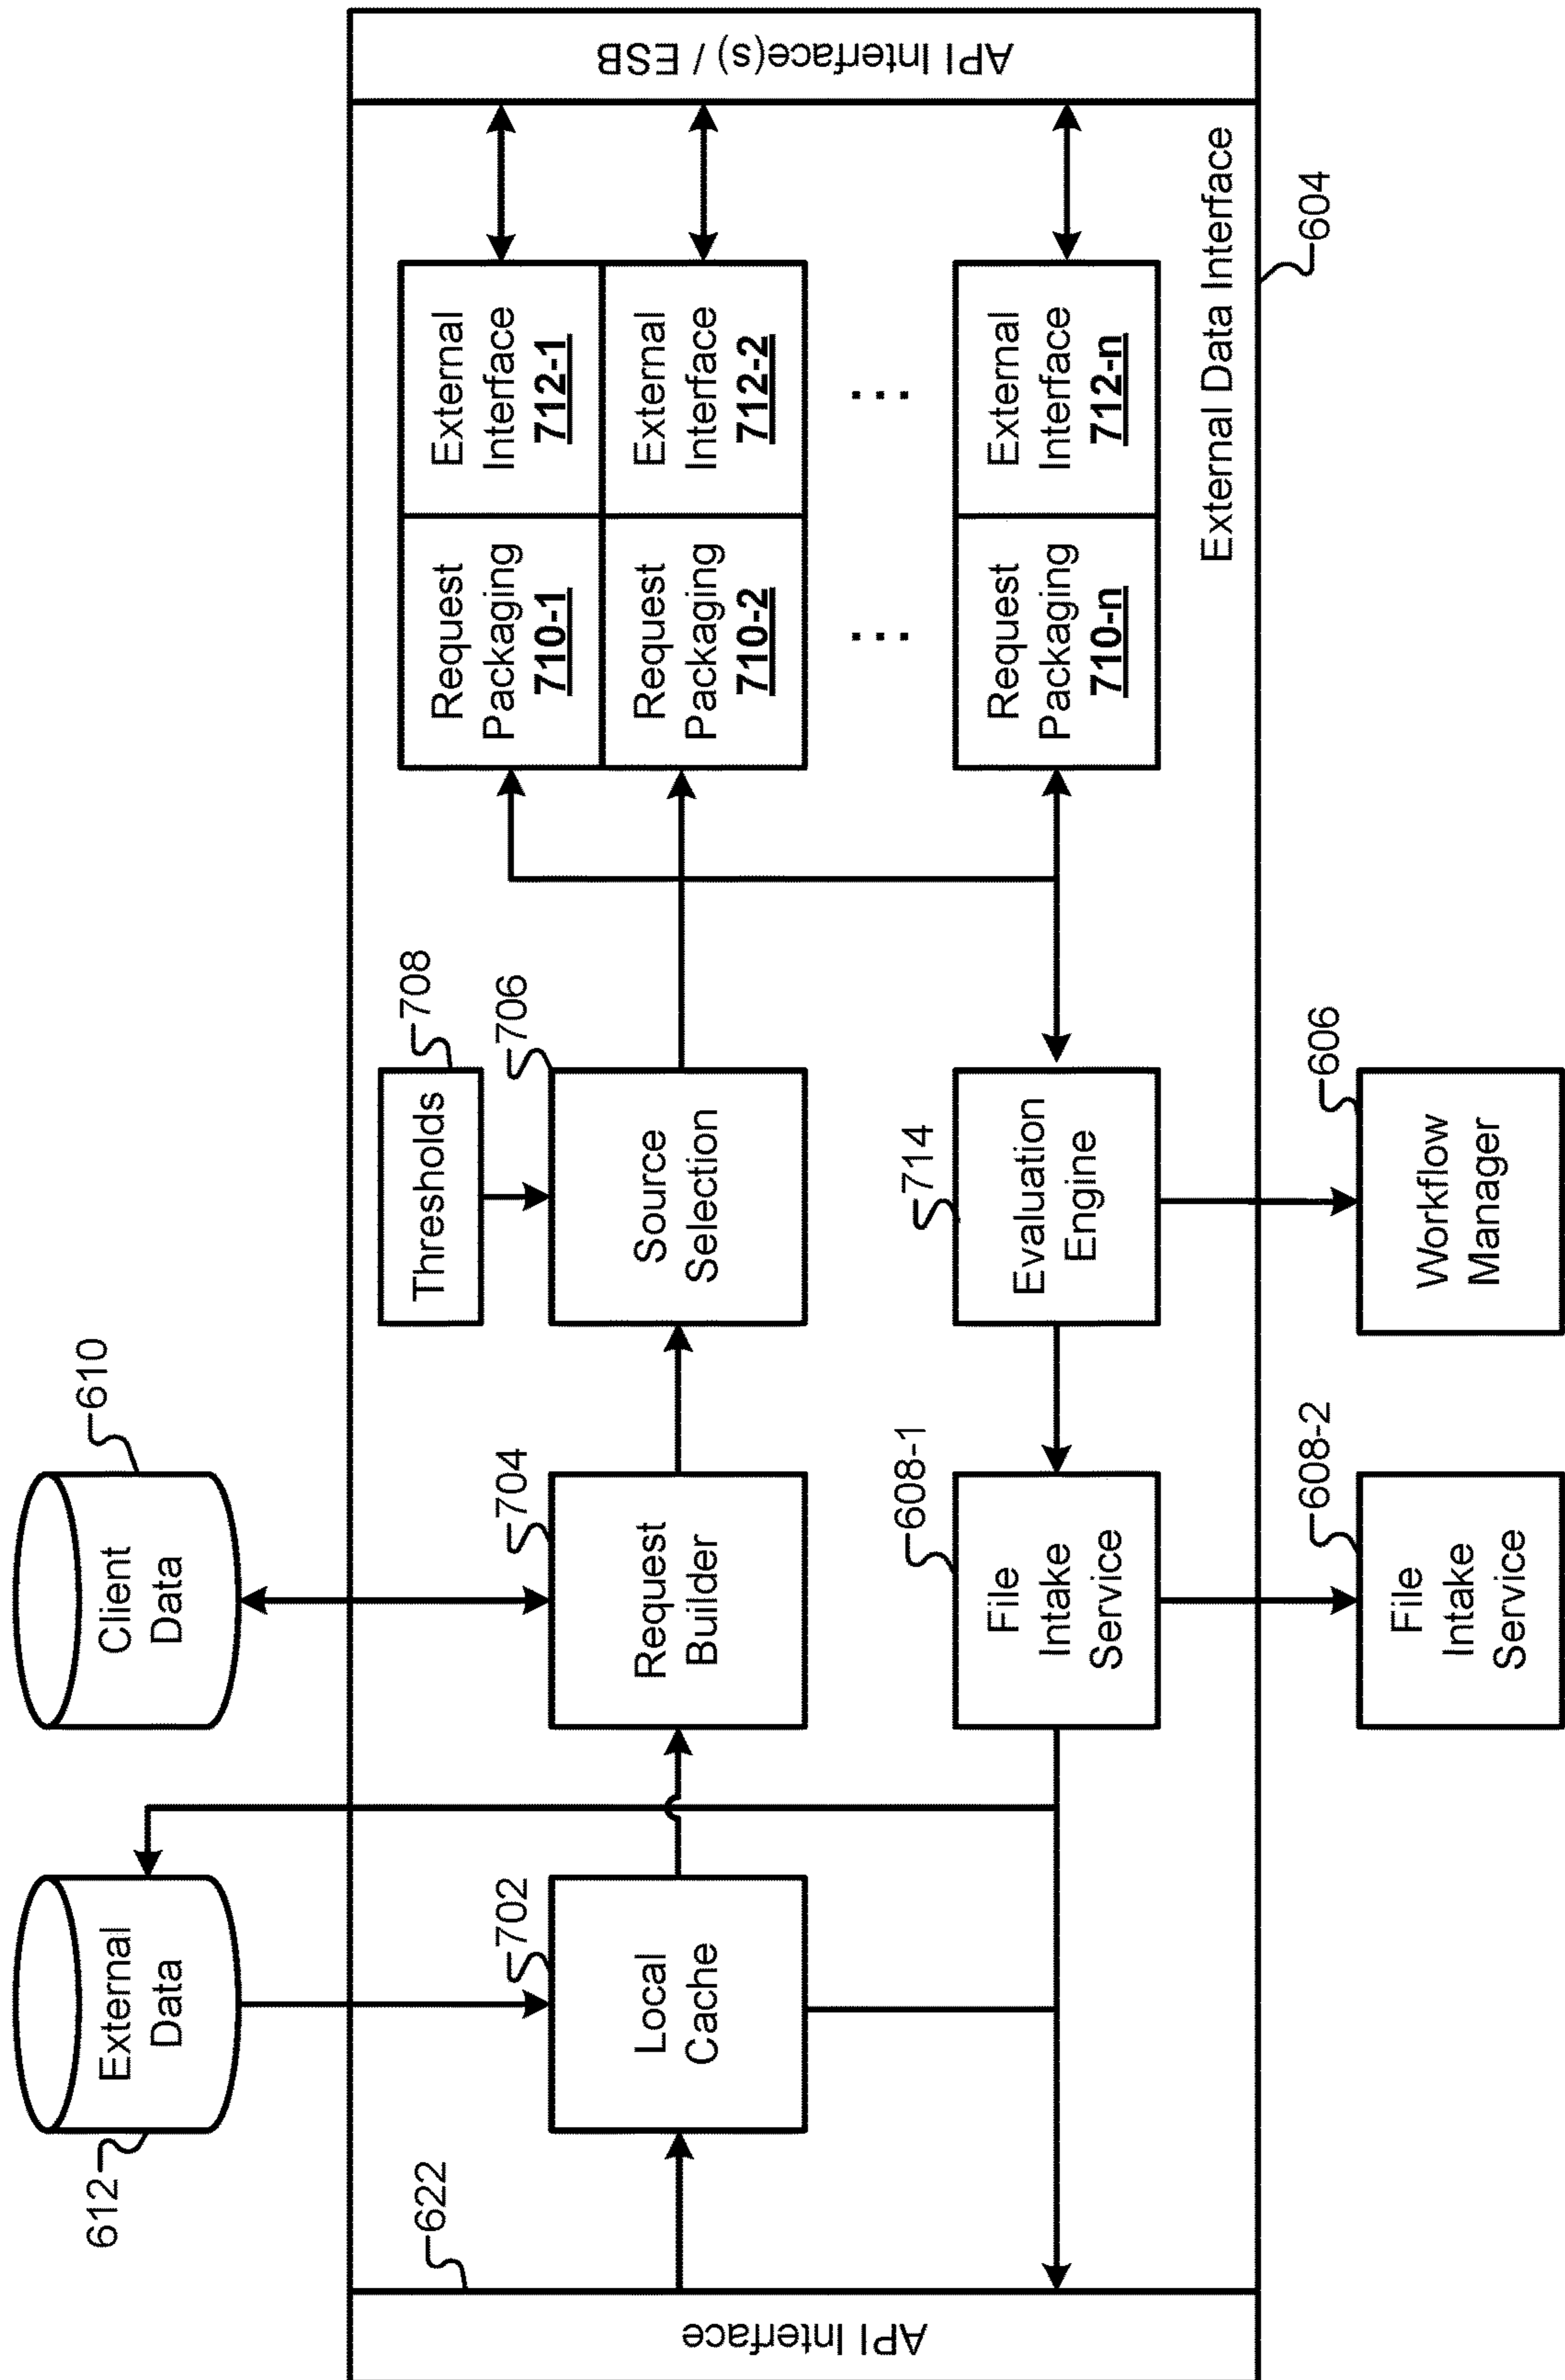 612
External
Data
Client
Data
610
622
API Interface
702
Local
Cache
704
Request
Builder
Thresholds
708
706
Source
Selection
Request
Packaging
710-1
External
Interface
712-1
Request
Packaging
710-2
External
Interface
712-2
...
...
Request
Packaging
710-n
External
Interface
712-n
API Interface(s) / ESB
608-1
File
Intake
Service
714
Evaluation
Engine
External Data Interface
604
608-2
File
Intake
Service
606
Workflow
Manager